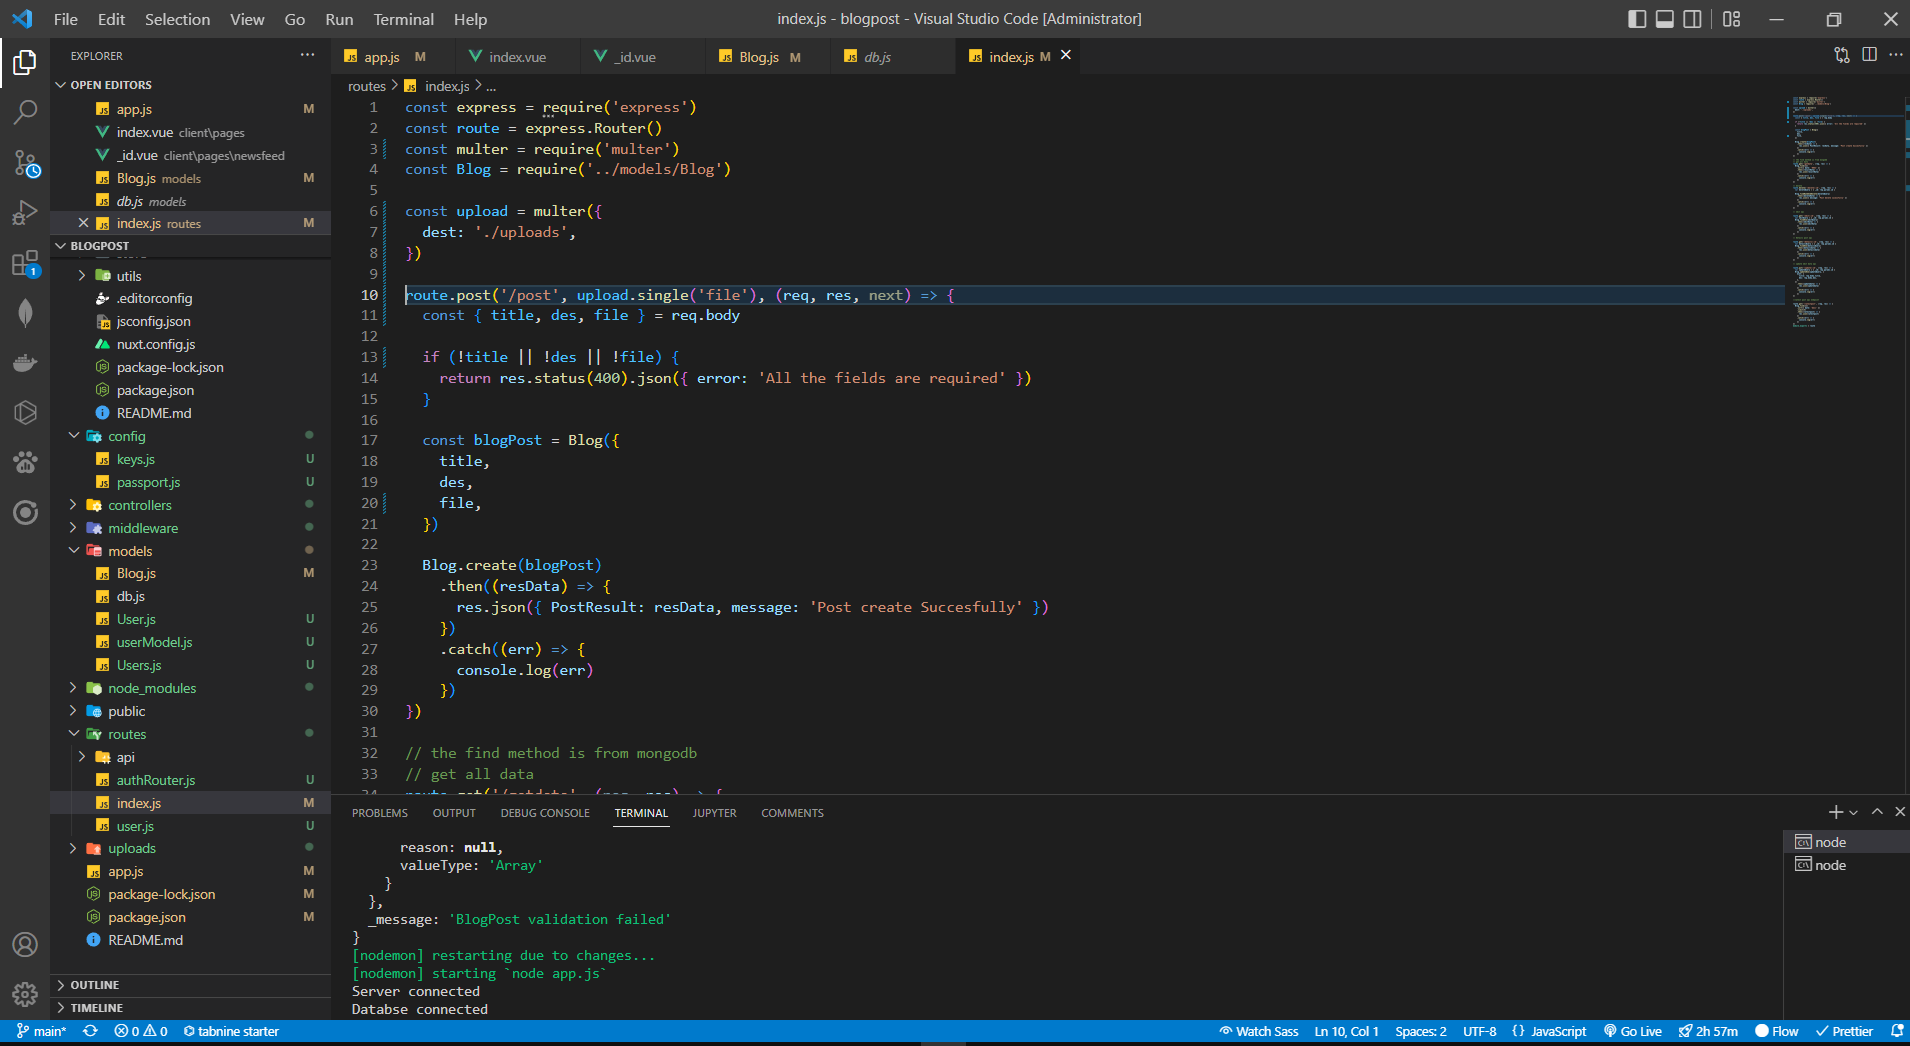 File Edit Selection View Go Run Terminal Help
index.js - blogpost - Visual Studio Code [Administrator]
EXPLORER
OPEN EDITORS
app.js M
index.vue client\pages
_id.vue client\pages\newsfeed
Blog.js models M
db.js models
index.js routes M
BLOGPOST
utils
.editorconfig
jsconfig.json
nuxt.config.js
package-lock.json
package.json
README.md
config
keys.js U
passport.js U
controllers
middleware
models
Blog.js M
db.js
User.js U
userModel.js U
Users.js U
node_modules
public
routes
api
authRouter.js U
index.js M
user.js U
uploads
app.js M
package-lock.json M
package.json M
README.md
OUTLINE
TIMELINE
app.js M index.vue _id.vue Blog.js M db.js index.js M
routes > index.js > ...
1 const express = require('express')
2 const route = express.Router()
3 const multer = require('multer')
4 const Blog = require('../models/Blog')
5
6 const upload = multer({
7 dest: './uploads',
8 })
9
10 route.post('/post', upload.single('file'), (req, res, next) => {
11 const { title, des, file } = req.body
12
13 if (!title || !des || !file) {
14 return res.status(400).json({ error: 'All the fields are required' })
15 }
16
17 const blogPost = Blog({
18 title,
19 des,
20 file,
21 })
22
23 Blog.create(blogPost)
24 .then((resData) => {
25 res.json({ PostResult: resData, message: 'Post create Succesfully' })
26 })
27 .catch((err) => {
28 console.log(err)
29 })
30 })
31
32 // the find method is from mongodb
33 // get all data
34 route.get('/getdata', (req, res) => {
PROBLEMS OUTPUT DEBUG CONSOLE TERMINAL JUPYTER COMMENTS
reason: null,
valueType: 'Array'
}
},
_message: 'BlogPost validation failed'
}
[nodemon] restarting due to changes...
[nodemon] starting `node app.js`
Server connected
Databse connected
node
node
main* 0 0 tabnine starter
Watch Sass Ln 10, Col 1 Spaces: 2 UTF-8 {} JavaScript Go Live 2h 57m Flow Prettier